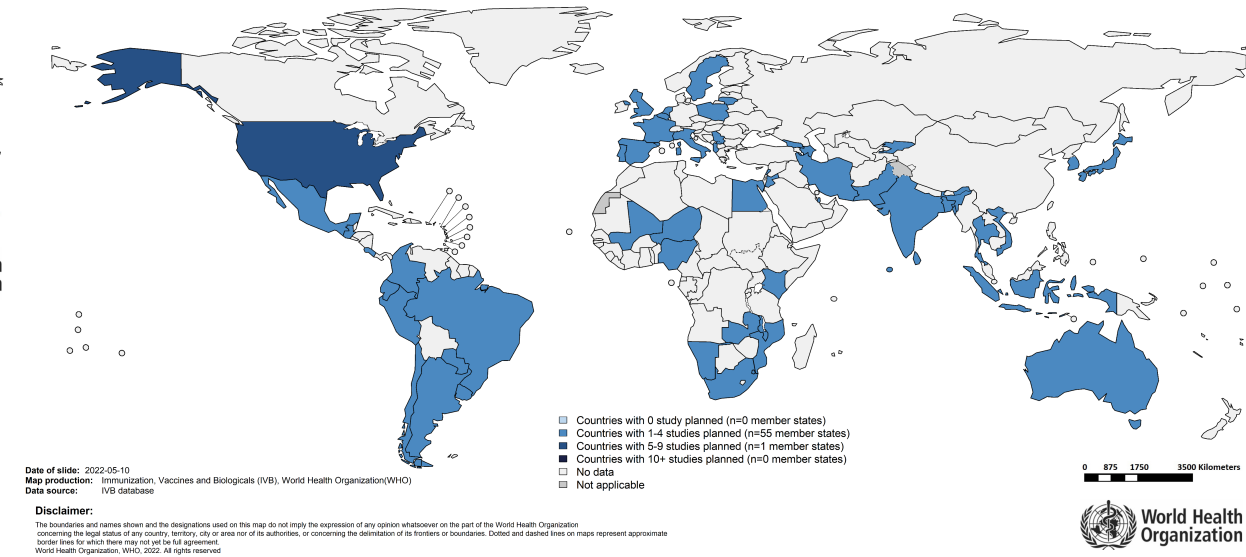 Countries with 0 study planned (n=0 member states)
Countries with 1-4 studies planned (n=55 member states)
Countries with 5-9 studies planned (n=1 member states)
Countries with 10+ studies planned (n=0 member states)
No data
Not applicable
0 875 1750 3500 Kilometers
Date of slide: 2022-05-10
Map production: Immunization, Vaccines and Biologicals (IVB), World Health Organization(WHO)
Data source: IVB database
Disclaimer:
The boundaries and names shown and the designations used on this map do not imply the expression of any opinion whatsoever on the part of the World Health Organization
concerning the legal status of any country, territory, city or area nor of its authorities, or concerning the delimitation of its frontiers or boundaries. Dotted and dashed lines on maps represent approximate
border lines for which there may not yet be full agreement.
World Health Organization, WHO, 2022. All rights reserved
World Health
Organization